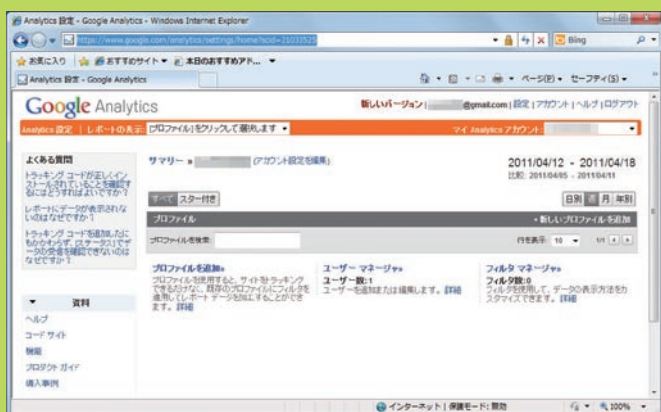 Analytics 設定 - Google Analytics - Windows Internet Explorer
https://www.google.com/analytics/settings/home?scid=21033525
Bing
お気に入り おすすめサイト 本日のおすすめアド...
Analytics 設定 - Google Analytics
ページ(P) セーフティ(S)
Google Analytics
新しいバージョン | @gmail.com | 設定 | アカウント | ヘルプ | ログアウト
Analytics 設定 | レポートの表示: [プロファイル]をクリックして選択します マイ Analytics アカウント:
よくある質問
トラッキング コードが正しくインストールされていることを確認するにはどうすればよいですか?
レポートにデータが表示されないのはなぜですか?
トラッキング コードを追加したにもかかわらず、[ステータス]でデータの受信を確認できないのはなぜですか?
資料
ヘルプ
コード サイト
機能
プロダクト ガイド
導入事例
サマリー » (アカウント設定を編集)
2011/04/12 - 2011/04/18
比較: 2011/04/05 - 2011/04/11
すべて スター付き
日別 週 月 年別
プロファイル
+新しいプロファイルを追加
プロファイルを検索:
行を表示: 10 1/1
プロファイルを追加»
プロファイルを使用すると、サイトをトラッキング
できるだけなく、既存のプロファイルにフィルタを
適用してレポート データを加工することができ
ます。詳細
ユーザー マネージャ»
ユーザー数:1
ユーザーを追加または編集します。詳細
フィルタ マネージャ»
フィルタ数:0
フィルタを使用して、データの表示方法をカ
スタマイズできます。詳細
インターネット | 保護モード: 無効
100%